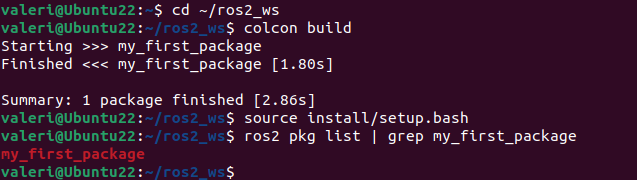 valeri@Ubuntu22:~$ cd ~/ros2_ws
valeri@Ubuntu22:~/ros2_ws$ colcon build
Starting >>> my_first_package
Finished <<< my_first_package [1.80s]

Summary: 1 package finished [2.86s]
valeri@Ubuntu22:~/ros2_ws$ source install/setup.bash
valeri@Ubuntu22:~/ros2_ws$ ros2 pkg list | grep my_first_package
my_first_package
valeri@Ubuntu22:~/ros2_ws$